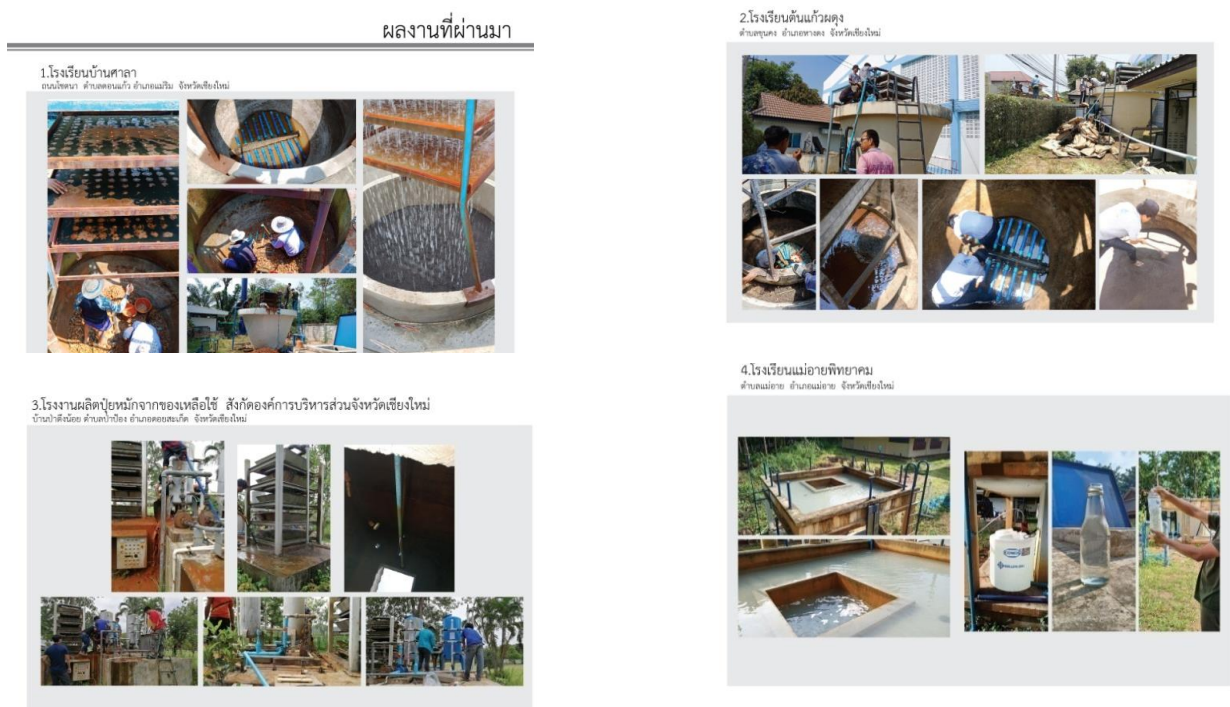 ผลงานที่ผ่านมา
1.โรงเรียนบ้านศาลา
ถนนโชตนา ตำบลดอนแก้ว อำเภอแม่ริม จังหวัดเชียงใหม่
2.โรงเรียนต้นแก้วผดุง
ตำบลขุนคง อำเภอหางดง จังหวัดเชียงใหม่
3.โรงงานผลิตปุ๋ยหมักจากของเหลือใช้ สังกัดองค์การบริหารส่วนจังหวัดเชียงใหม่
บ้านป่าตึงน้อย ตำบลป่าป้อง อำเภอดอยสะเก็ด จังหวัดเชียงใหม่
4.โรงเรียนแม่อายพิทยาคม
ตำบลแม่อาย อำเภอแม่อาย จังหวัดเชียงใหม่